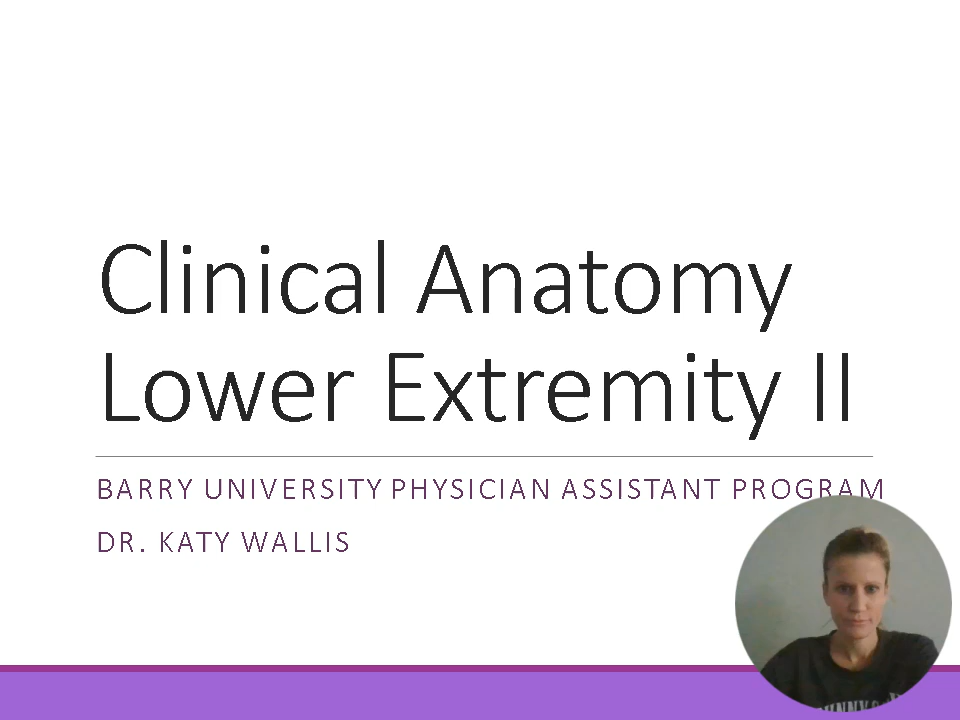 Clinical Anatomy
Lower Extremity II
BARRY UNIVERSITY PHYSICIAN ASSISTANT PROGRAM
DR. KATY WALLIS